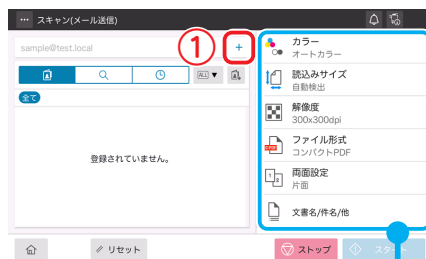 スキャン(メール送信)
sample@test.local
1
+
ALL ▼
全て
登録されていません。
カラー
オートカラー
読込みサイズ
自動検出
解像度
300x300dpi
ファイル形式
コンパクトPDF
両面設定
片面
文書名/件名/他
リセット
ストップ
スタート